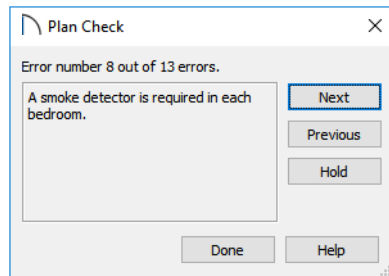 Plan Check
Error number 8 out of 13 errors.
A smoke detector is required in each
bedroom.
Next
Previous
Hold
Done
Help